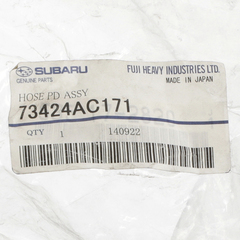 SUBARU
GENUINE PARTS
FUJI HEAVY INDUSTRIES LTD.
MADE IN JAPAN
HOSE PD ASSY
73424AC171
QTY 1 140922